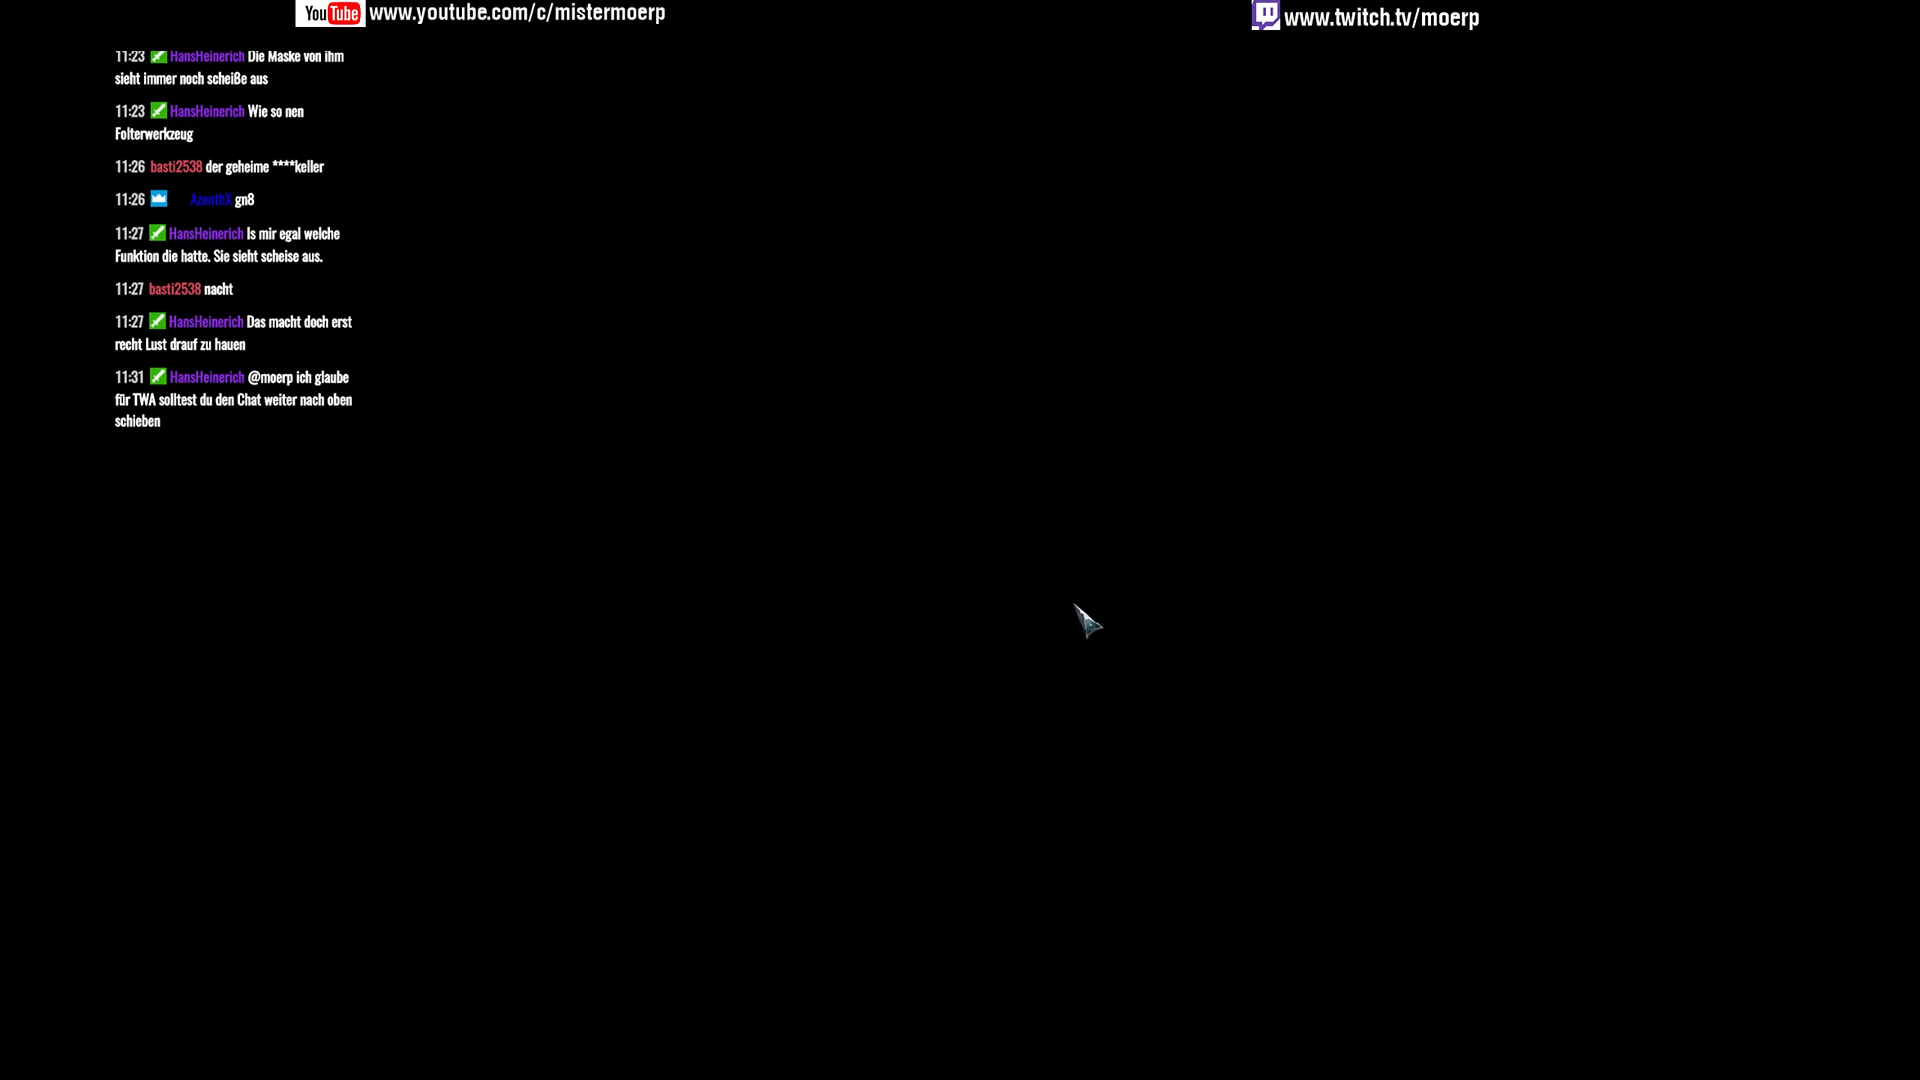 YouTube www.youtube.com/c/mistermoerp
www.twitch.tv/moerp
11:23 HansHeinerich Die Maske von ihm
sieht immer noch scheiße aus
11:23 HansHeinerich Wie so nen
Folterwerkzeug
11:26 basti2538 der geheime ****keller
11:26 AzenthX gn8
11:27 HansHeinerich Is mir egal welche
Funktion die hatte. Sie sieht scheise aus.
11:27 basti2538 nacht
11:27 HansHeinerich Das macht doch erst
recht Lust drauf zu hauen
11:31 HansHeinerich @moerp ich glaube
für TWA solltest du den Chat weiter nach oben
schieben